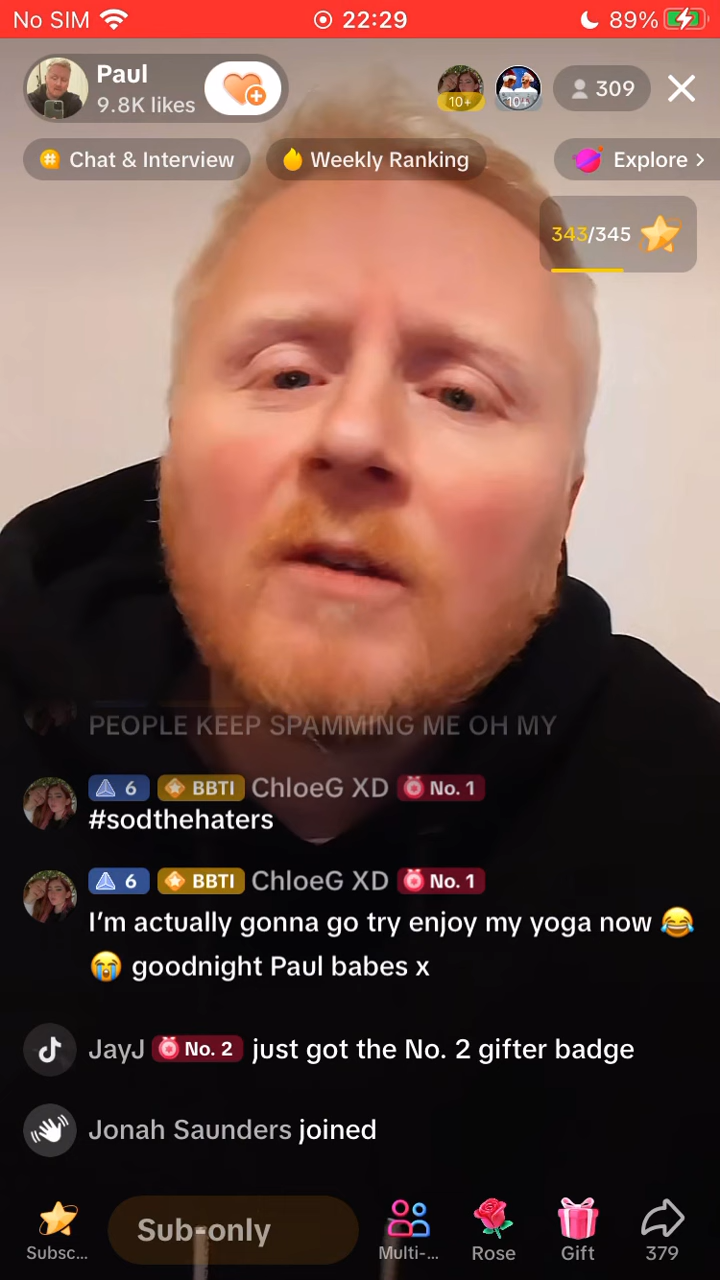 No SIM 22:29 89%
Paul
9.8K likes
10+ 10+ 309
Chat & Interview Weekly Ranking Explore >
343/345
PEOPLE KEEP SPAMMING ME OH MY
6 BBTI ChloeG XD No. 1
#sodthehaters
6 BBTI ChloeG XD No. 1
I’m actually gonna go try enjoy my yoga now 😂
😭 goodnight Paul babes x
JayJ No. 2 just got the No. 2 gifter badge
Jonah Saunders joined
Sub-only
Subsc... Multi-... Rose Gift 379